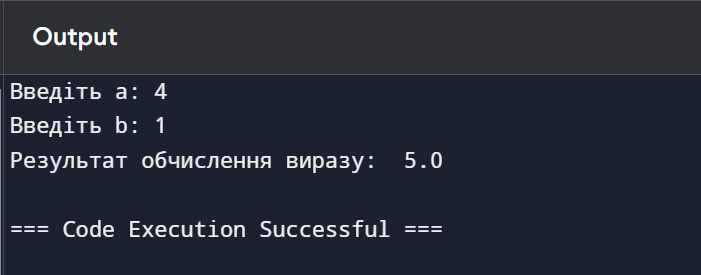 Output
Введіть a: 4
Введіть b: 1
Результат обчислення виразу:  5.0
=== Code Execution Successful ===